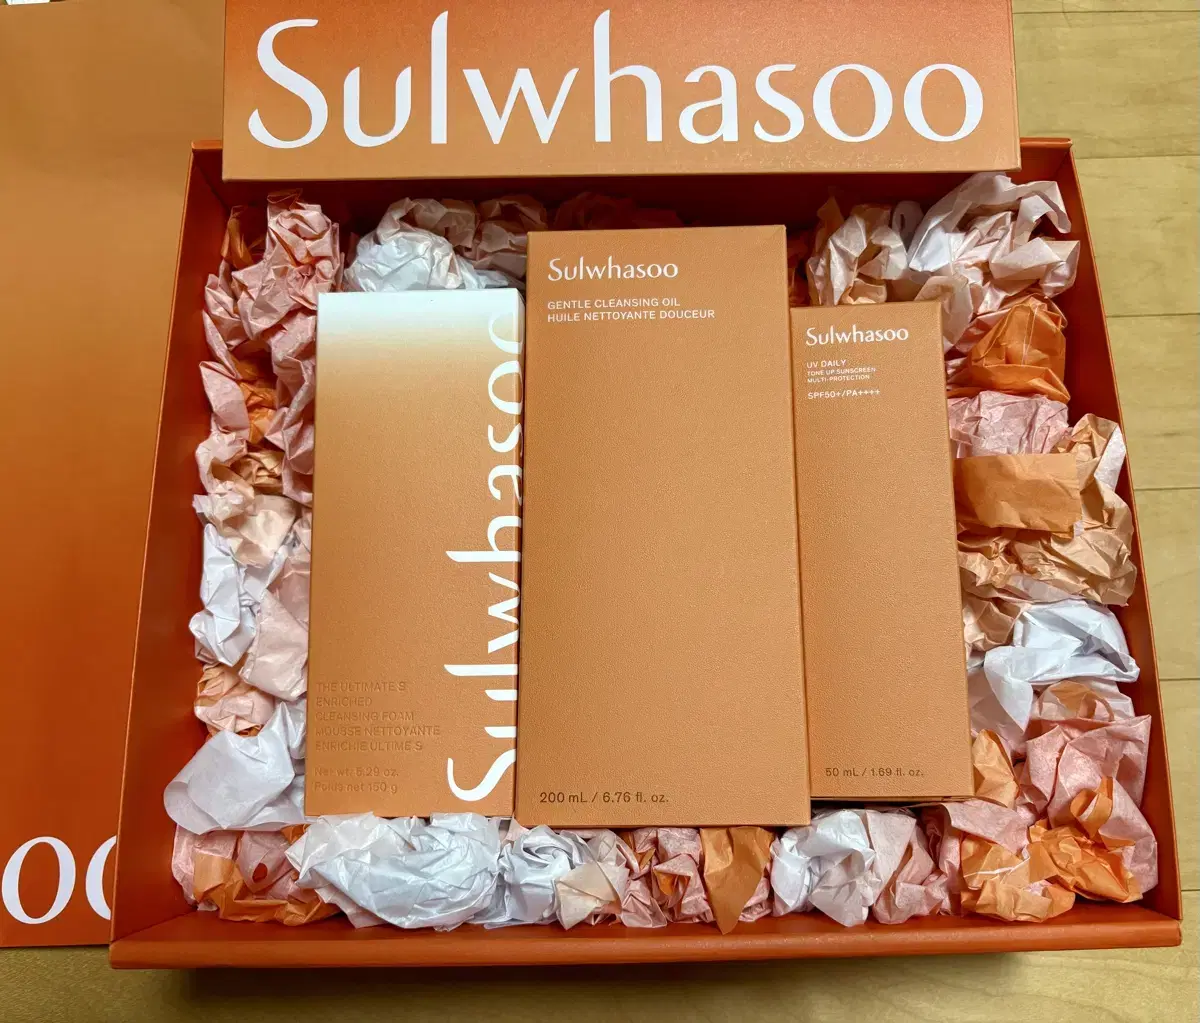 Sulwhasoo
Sulwhasoo
THE ULTIMATE S
ENRICHED
CLEANSING FOAM
MOUSSE NETTOYANTE
ENRICHIE ULTIME S
Net wt. 5.29 oz.
Poids net 150 g
Sulwhasoo
GENTLE CLEANSING OIL
HUILE NETTOYANTE DOUCEUR
200 mL / 6.76 fl. oz.
Sulwhasoo
UV DAILY
TONE UP SUNSCREEN
MULTI-PROTECTION
SPF50+/PA++++
50 mL / 1.69 fl. oz.